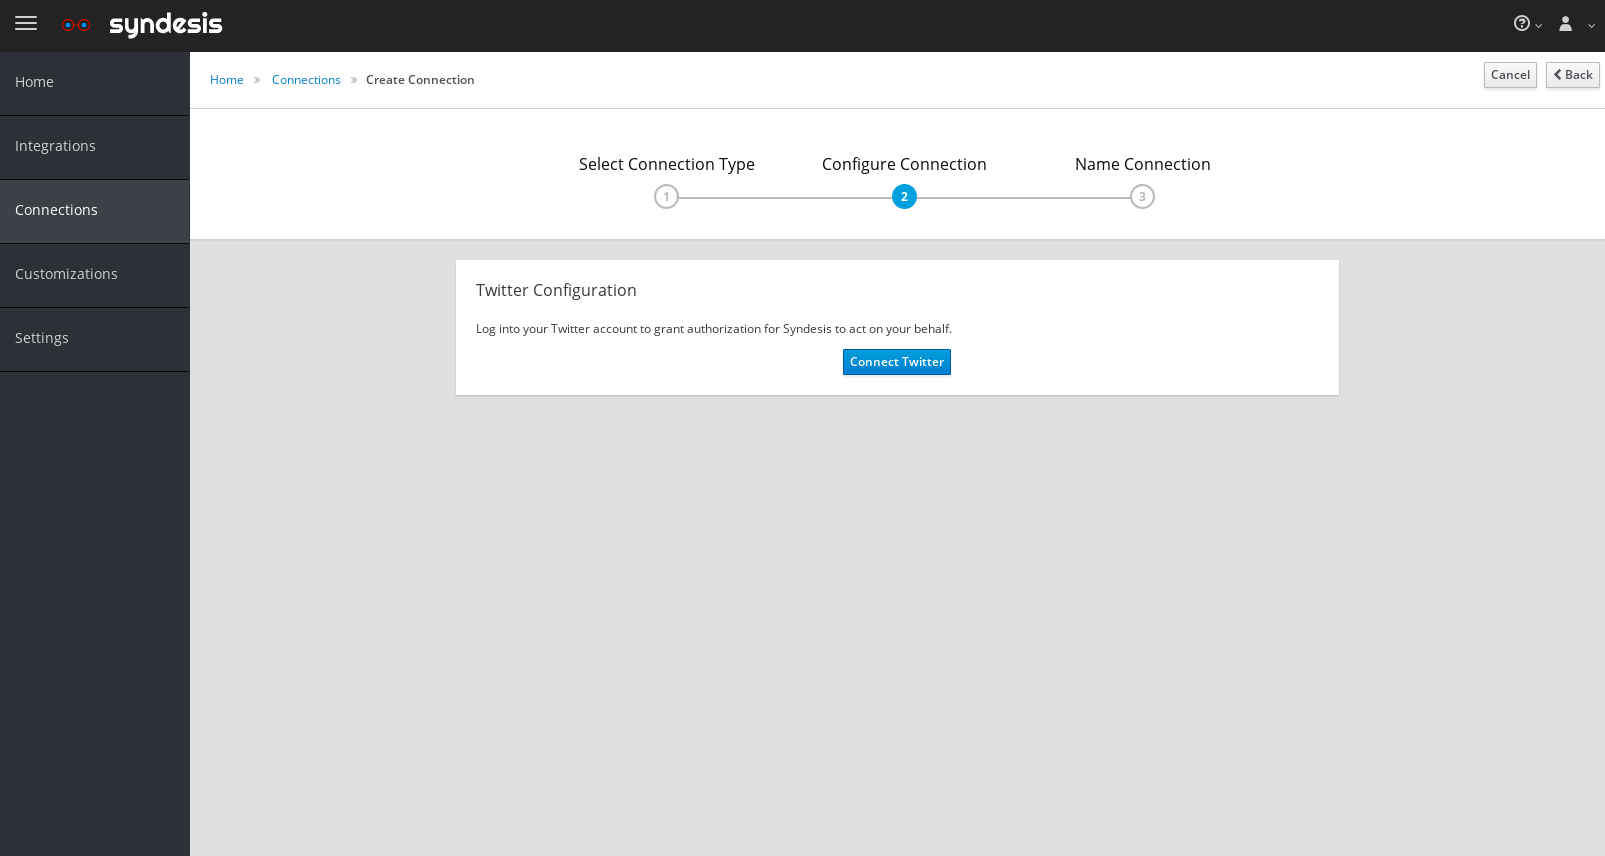 syndesis
Home
Integrations
Connections
Customizations
Settings
Home » Connections » Create Connection
Cancel
Back
Select Connection Type
Configure Connection
Name Connection
1
2
3
Twitter Configuration
Log into your Twitter account to grant authorization for Syndesis to act on your behalf.
Connect Twitter